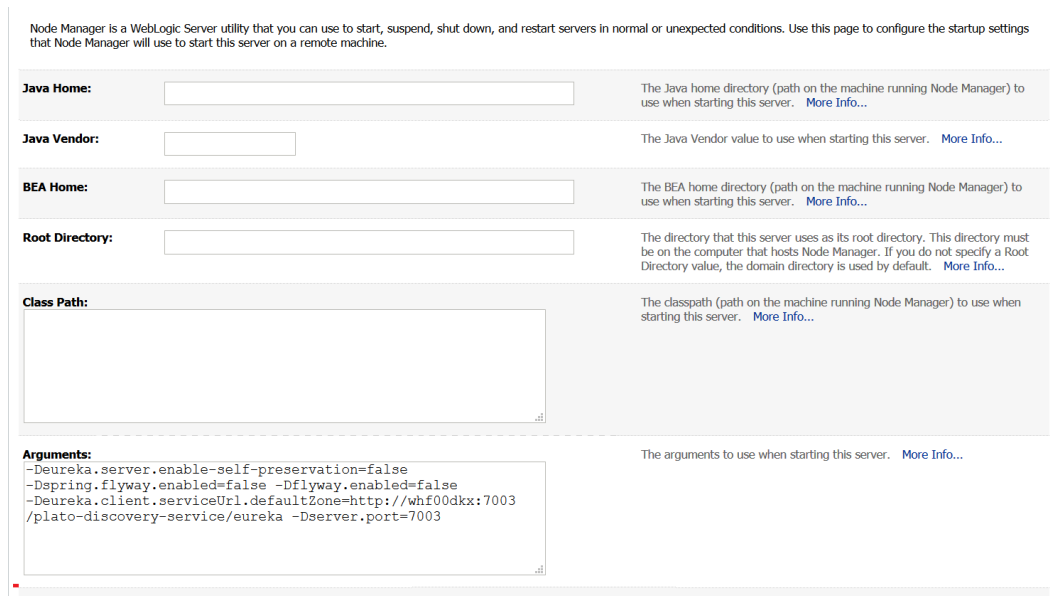 Node Manager is a WebLogic Server utility that you can use to start, suspend, shut down, and restart servers in normal or unexpected conditions. Use this page to configure the startup settings
that Node Manager will use to start this server on a remote machine.
Java Home:
The Java home directory (path on the machine running Node Manager) to
use when starting this server. More Info...
Java Vendor:
The Java Vendor value to use when starting this server. More Info...
BEA Home:
The BEA home directory (path on the machine running Node Manager) to
use when starting this server. More Info...
Root Directory:
The directory that this server uses as its root directory. This directory must
be on the computer that hosts Node Manager. If you do not specify a Root
Directory value, the domain directory is used by default. More Info...
Class Path:
The classpath (path on the machine running Node Manager) to use when
starting this server. More Info...
Arguments:
The arguments to use when starting this server. More Info...
-Deureka.server.enable-self-preservation=false
-Dspring.flyway.enabled=false -Dflyway.enabled=false
-Deureka.client.serviceUrl.defaultZone=http://whf00dkx:7003
/plato-discovery-service/eureka -Dserver.port=7003